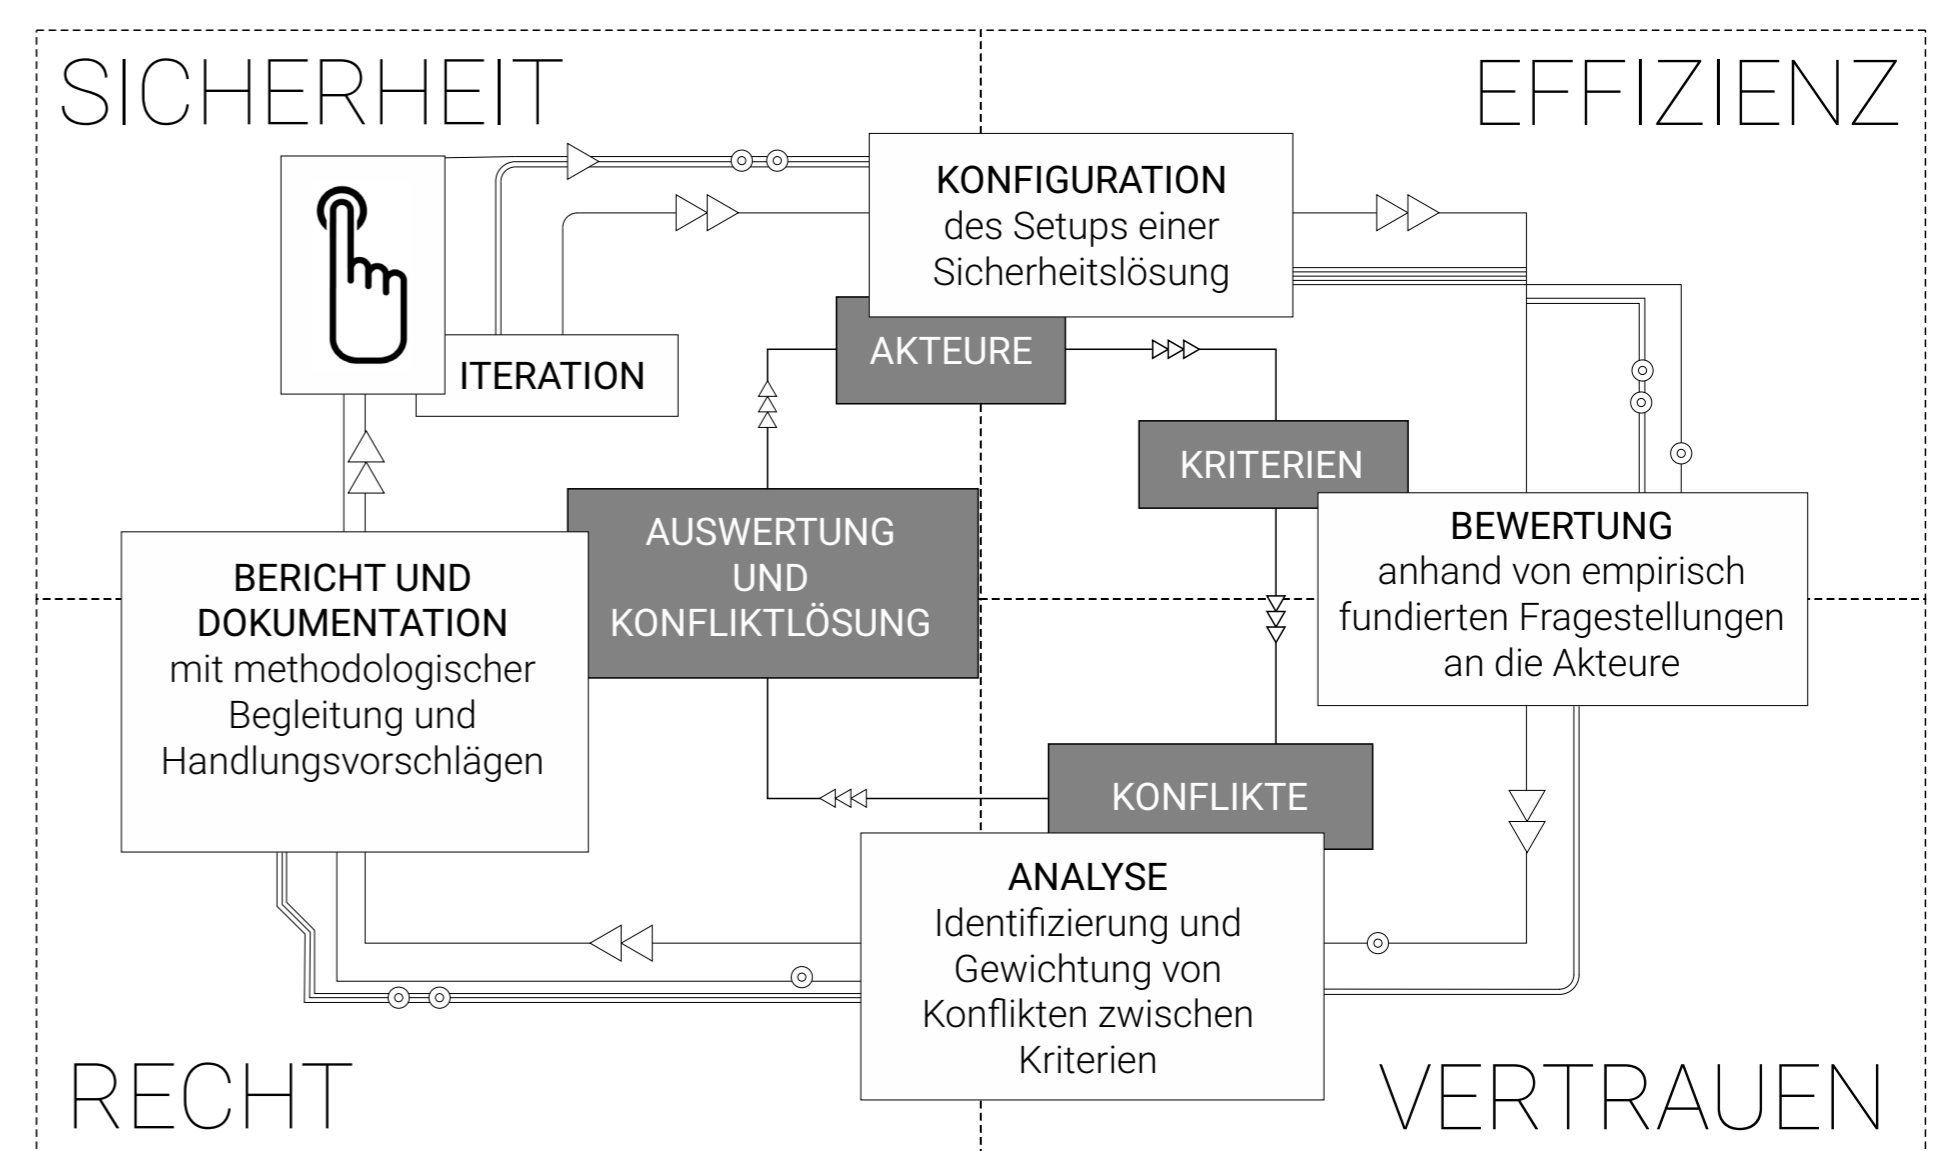 SICHERHEIT
EFFIZIENZ
KONFIGURATION
des Setups einer
Sicherheitslösung
ITERATION
AKTEURE
KRITERIEN
BEWERTUNG
anhand von empirisch
fundierten Fragestellungen
an die Akteure
AUSWERTUNG
UND
KONFLIKTLÖSUNG
BERICHT UND
DOKUMENTATION
mit methodologischer
Begleitung und
Handlungsvorschlägen
KONFLIKTE
ANALYSE
Identifizierung und
Gewichtung von
Konflikten zwischen
Kriterien
RECHT
VERTRAUEN